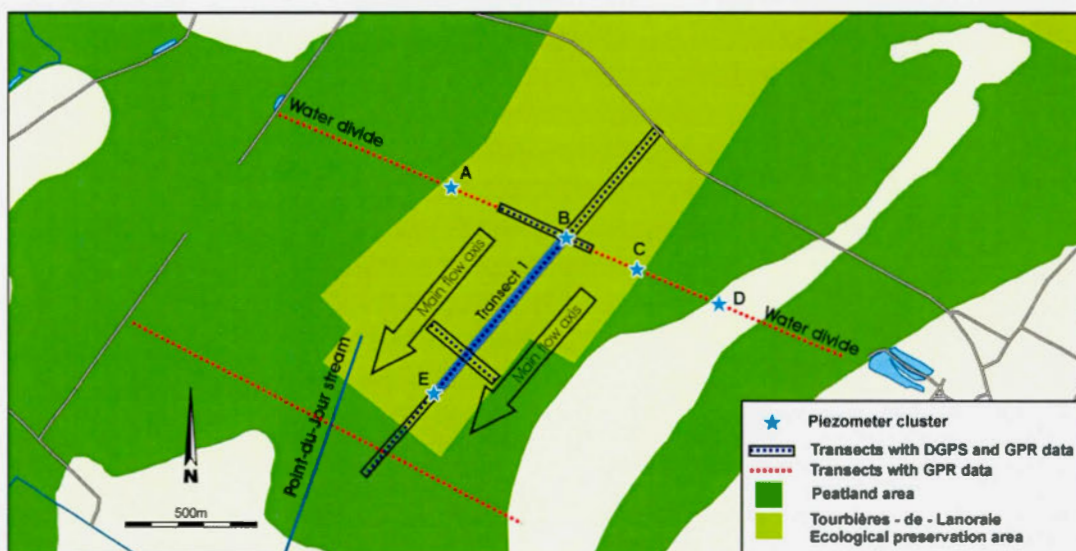 Water divide
A
B
C
D
Water divide
Main flow axis
Transect 1
Main flow axis
E
Point-du-Jour stream
N
500m
Piezometer cluster
Transects with DGPS and GPR data
Transects with GPR data
Peatland area
Tourbières - de - Lanoraie
Ecological preservation area